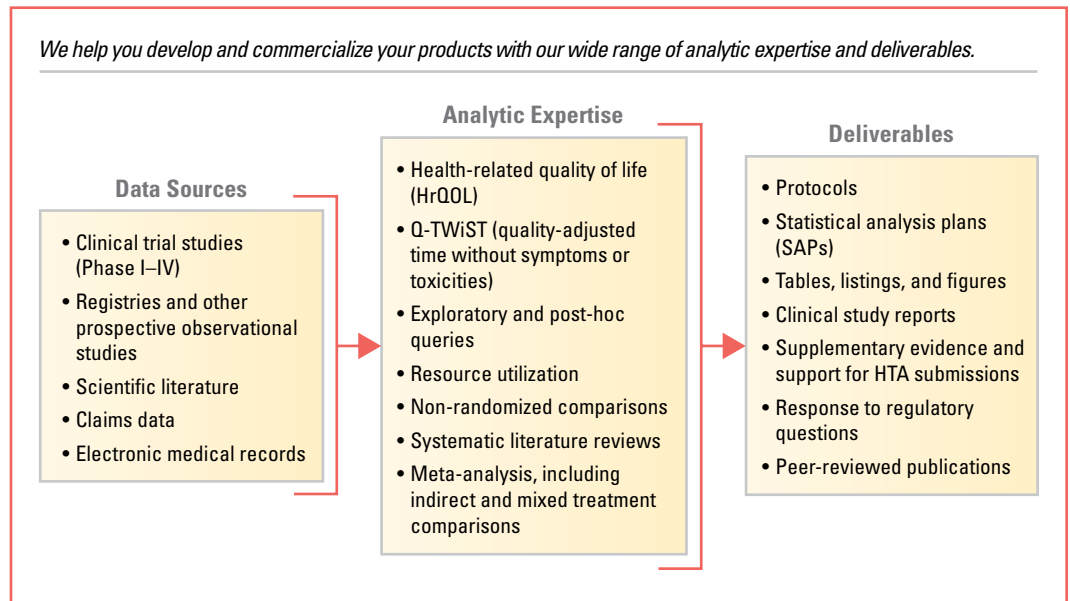 We help you develop and commercialize your products with our wide range of analytic expertise and deliverables.
Data Sources
• Clinical trial studies
(Phase I–IV)
• Registries and other
prospective observational
studies
• Scientific literature
• Claims data
• Electronic medical records
Analytic Expertise
• Health-related quality of life
(HrQOL)
• Q-TWiST (quality-adjusted
time without symptoms or
toxicities)
• Exploratory and post-hoc
queries
• Resource utilization
• Non-randomized comparisons
• Systematic literature reviews
• Meta-analysis, including
indirect and mixed treatment
comparisons
Deliverables
• Protocols
• Statistical analysis plans
(SAPs)
• Tables, listings, and figures
• Clinical study reports
• Supplementary evidence and
support for HTA submissions
• Response to regulatory
questions
• Peer-reviewed publications